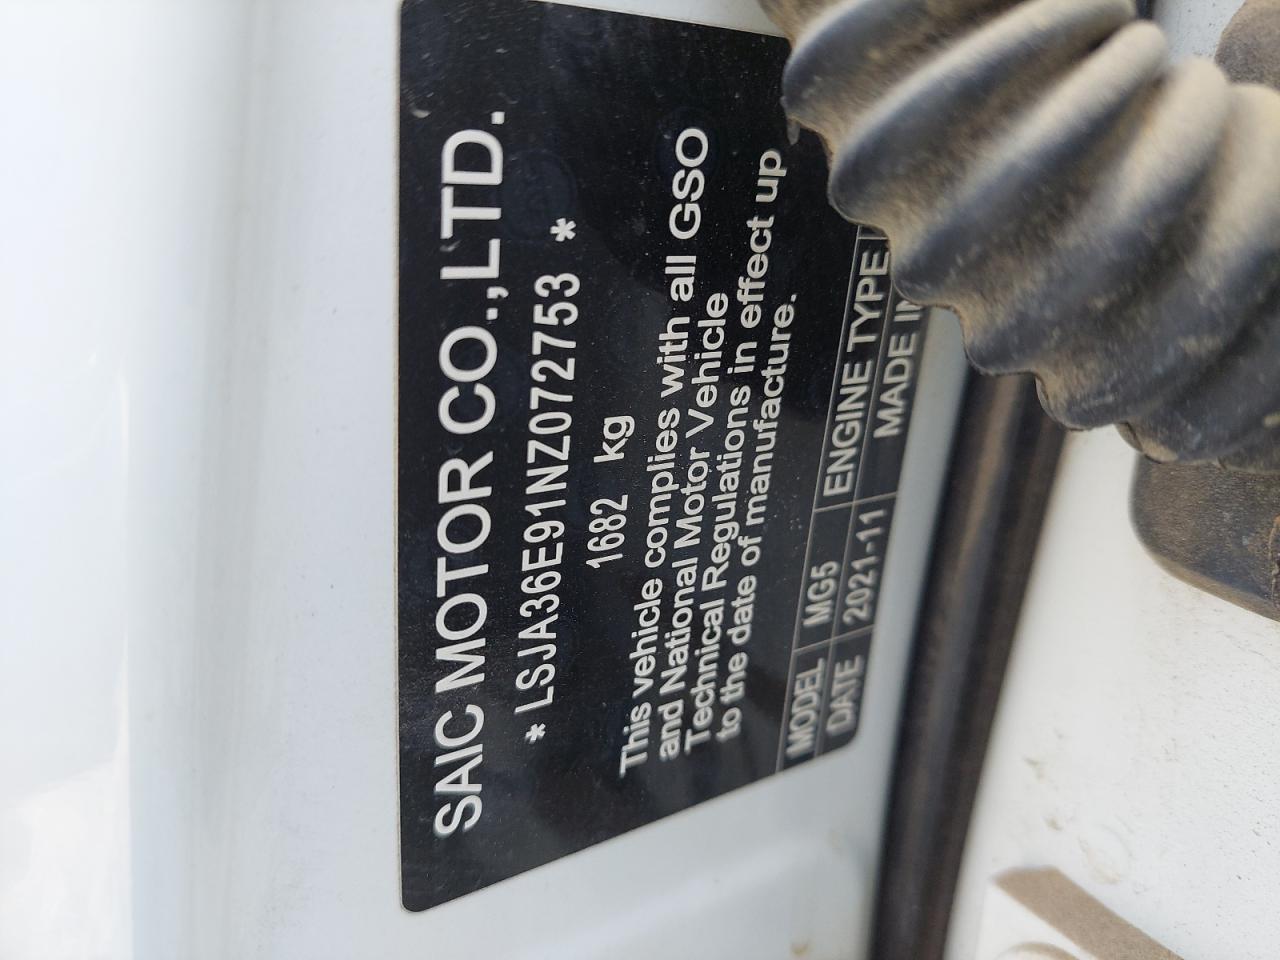 SAIC MOTOR CO.,LTD.
* LSJA36E91NZ072753 *
1682 kg
This vehicle complies with all GSO
and National Motor Vehicle
Technical Regulations in effect up
to the date of manufacture.
MODEL MG5 ENGINE TYPE
DATE 2021-11 MADE IN